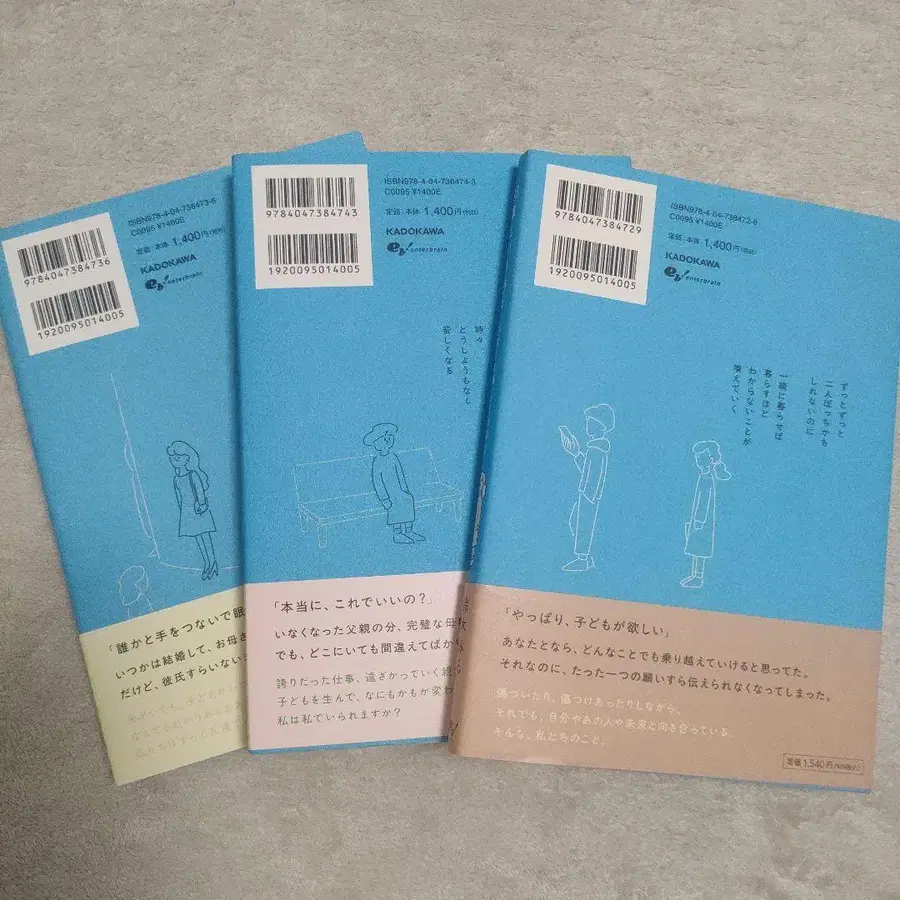 ISBN978-4-04-738473-6
C0095 ¥1400E
定価:本体 1,400円(税別)
KADOKAWA
enterbrain
9784047384736
1920095014005
「誰かと手をつないで眠
いつかは結婚して、お母さ
だけど、彼氏すらいない
ISBN978-4-04-738474-3
C0095 ¥1400E
定価:本体 1,400円(税別)
KADOKAWA
enterbrain
9784047384743
1920095014005
時々
どうしようもなく
苦しくなる
「本当に、これでいいの?」
いなくなった父親の分、完璧な母
でも、どこにいても間違えてばか
誇りたった仕事、遠ざかっていく親
子どもを生んで、なにもかもが変わ
私は私でいられますか?
ISBN978-4-04-738472-9
C0095 ¥1400E
定価:本体 1,400円(税別)
KADOKAWA
enterbrain
9784047384729
1920095014005
ずっとずっと
二人ぼっちかも
しれないのに
一緒に暮らせば
暮らすほど
わからないことが
増えていく
「やっぱり、子どもが欲しい」
あなたとなら、どんなことでも乗り越えていけると思ってた。
それなのに、たった一つの願いすら伝えられなくなってしまった。
傷ついたり、傷つけあったりしながら、
それでも、自分やあの人や未来と向き合っている。
そんな、私たちのこと。
定価 1,540円(10%税込)